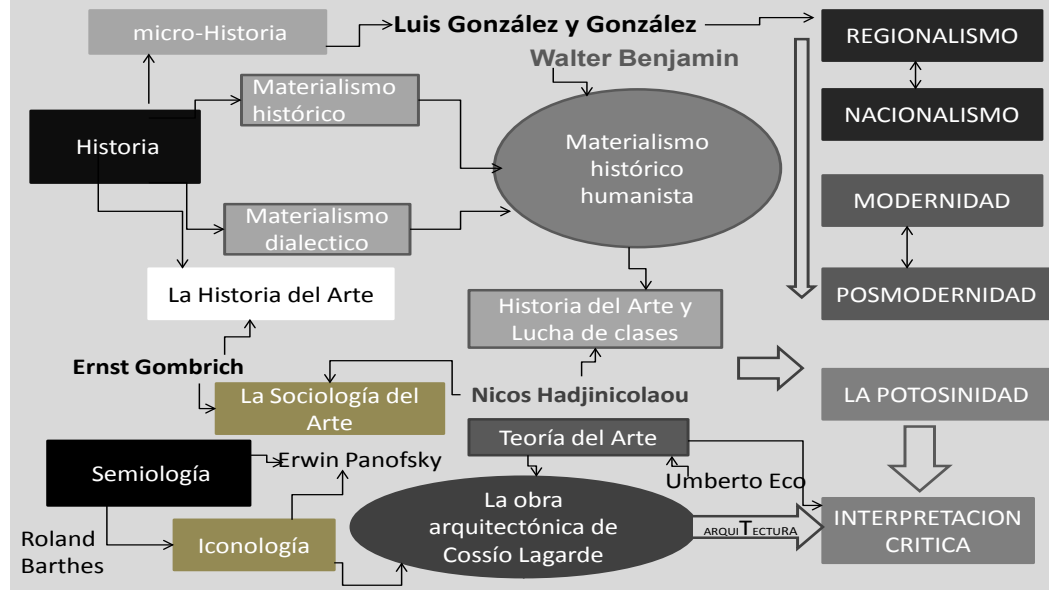 micro-Historia
Luis González y González
REGIONALISMO
Walter Benjamin
Materialismo
histórico
NACIONALISMO
Historia
Materialismo
histórico
humanista
MODERNIDAD
Materialismo
dialectico
La Historia del Arte
POSMODERNIDAD
Historia del Arte y
Lucha de clases
Ernst Gombrich
La Sociología del
Arte
Nicos Hadjinicolaou
LA POTOSINIDAD
Teoría del Arte
Semiología
Erwin Panofsky
Umberto Eco
La obra
arquitectónica de
Cossío Lagarde
ARQUITECTURA
INTERPRETACION
CRITICA
Roland
Barthes
Iconología